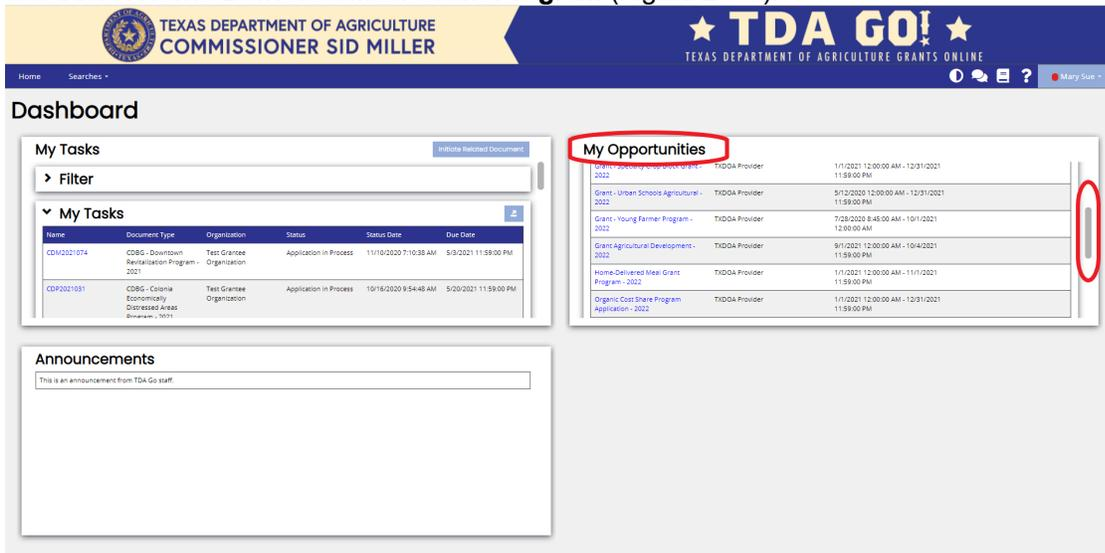 TEXAS DEPARTMENT OF AGRICULTURE
COMMISSIONER SID MILLER
TDA GO!
TEXAS DEPARTMENT OF AGRICULTURE GRANTS ONLINE
Home Searches
? Mary Sue
Dashboard
My Tasks Initiate Related Document
Filter
My Tasks
Name Document Type Organization Status Status Date Due Date
CDM2021074 CDBG - Downtown Test Grantee Application in Process 11/10/2020 7:10:38 AM 5/3/2021 11:59:00 PM
Revitalization Program - Organization
2021
CDP2021031 CDBG - Colonia Test Grantee Application in Process 10/16/2020 9:54:48 AM 5/20/2021 11:59:00 PM
Economically Organization
Distressed Areas
Program - 2021
My Opportunities
Grant - Specialty Crop Block Grant - TXDOA Provider 1/1/2021 12:00:00 AM - 12/31/2021
2022 11:59:00 PM
Grant - Urban Schools Agricultural - TXDOA Provider 5/12/2020 12:00:00 AM - 12/31/2021
2022 11:59:00 PM
Grant - Young Farmer Program - TXDOA Provider 7/28/2020 8:45:00 AM - 10/1/2021
2022 12:00:00 AM
Grant Agricultural Development - TXDOA Provider 9/1/2021 12:00:00 AM - 10/4/2021
2022 11:59:00 PM
Home-Delivered Meal Grant TXDOA Provider 1/1/2021 12:00:00 AM - 11/1/2021
Program - 2022 11:59:00 PM
Organic Cost Share Program TXDOA Provider 1/1/2021 12:00:00 AM - 12/31/2021
Application - 2022 11:59:00 PM
Announcements
This is an announcement from TDA Go staff.